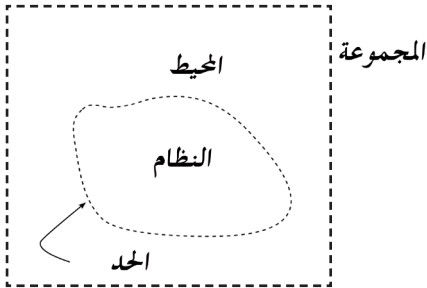 المجموعة
المحيط
النظام
الحد